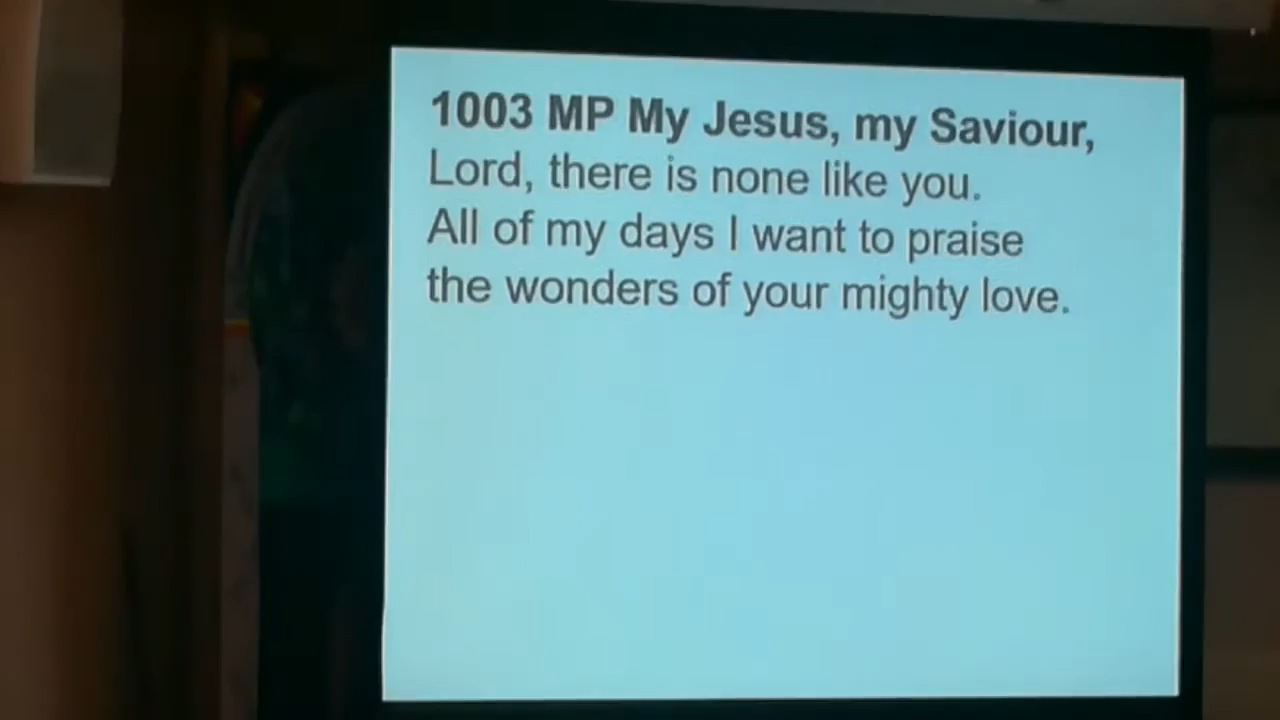 1003 MP My Jesus, my Saviour,
Lord, there is none like you.
All of my days I want to praise
the wonders of your mighty love.